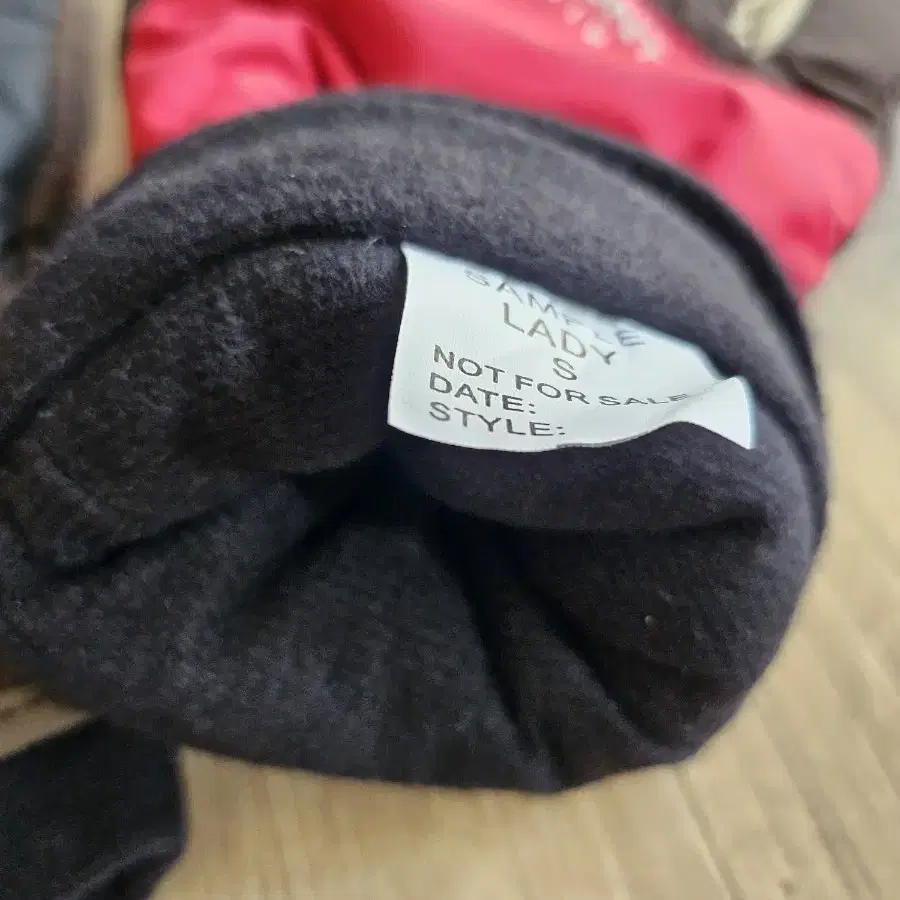 SAMPLE
LADY
S
NOT FOR SALE
DATE:
STYLE: